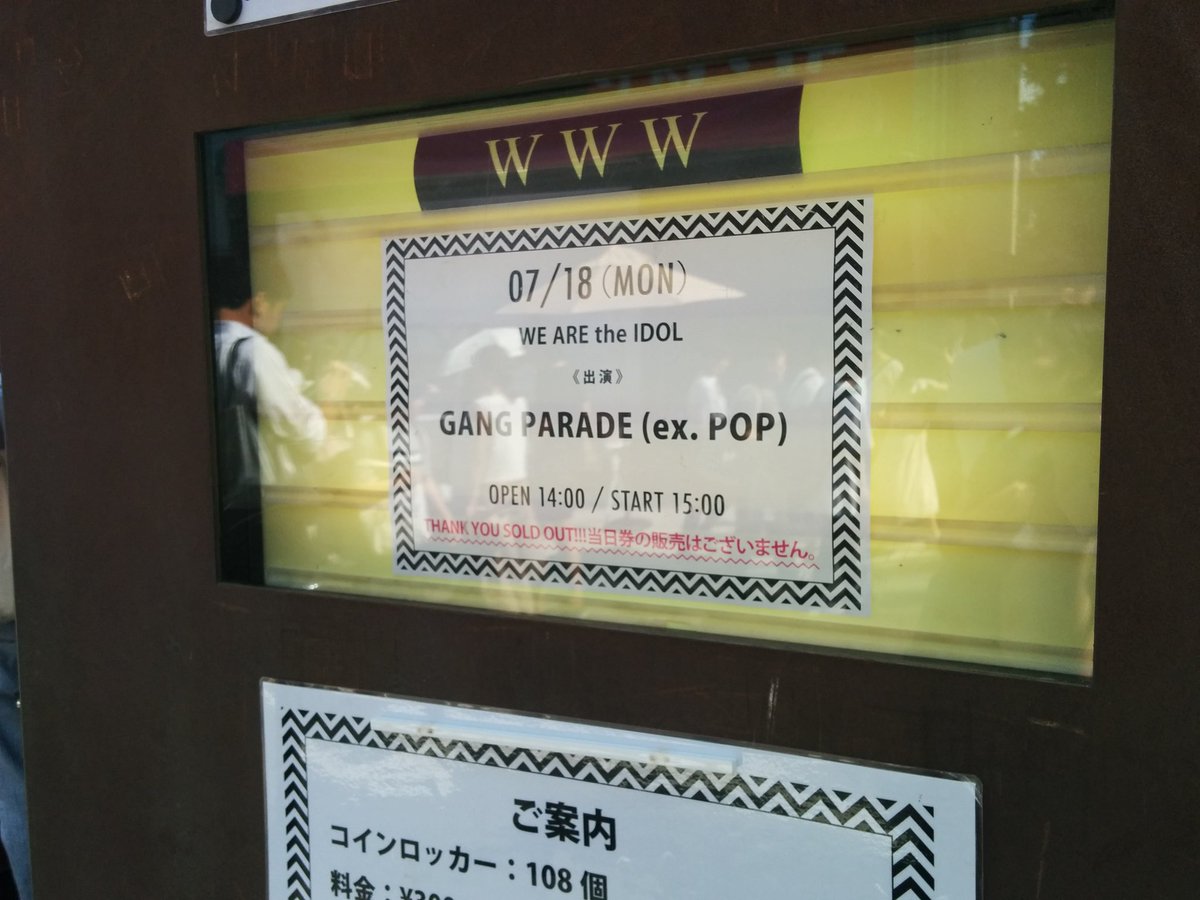 WWW
07/18(MON)
WE ARE the IDOL
《出演》
GANG PARADE (ex. POP)
OPEN 14:00 / START 15:00
THANK YOU SOLD OUT!!!当日券の販売はございません。
ご案内
コインロッカー：108 個
料金：¥300